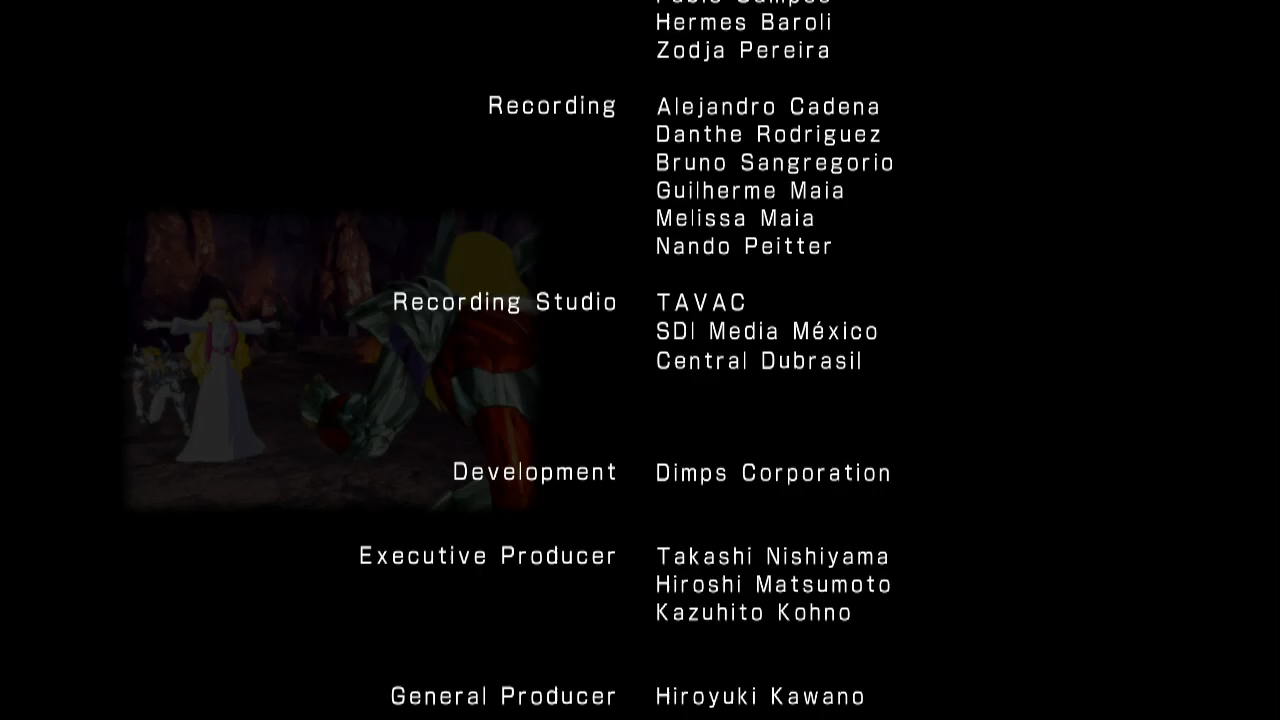 Hermes Baroli
Zodja Pereira
Recording Alejandro Cadena
Danthe Rodriguez
Bruno Sangregorio
Guilherme Maia
Melissa Maia
Nando Peitter
Recording Studio TAVAC
SDI Media México
Central Dubrasil
Development Dimps Corporation
Executive Producer Takashi Nishiyama
Hiroshi Matsumoto
Kazuhito Kohno
General Producer Hiroyuki Kawano